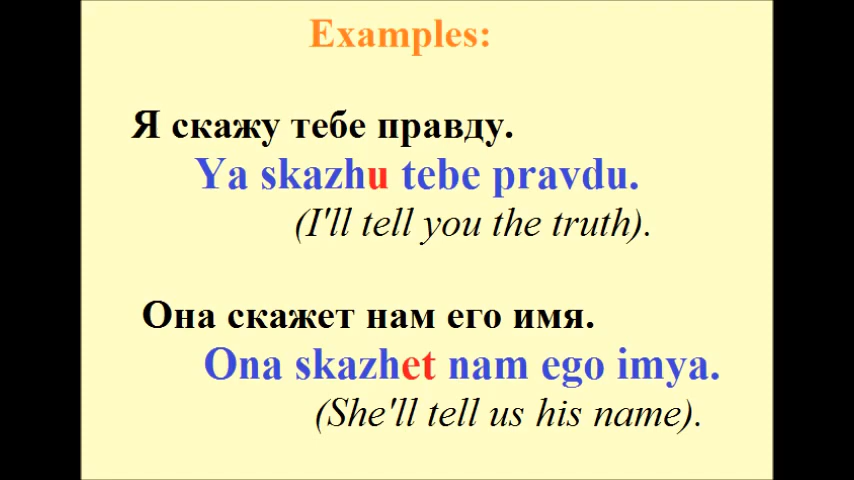 Examples:
Я скажу тебе правду.
Ya skazhu tebe pravdu.
(I'll tell you the truth).
Она скажет нам его имя.
Ona skazhet nam ego imya.
(She'll tell us his name).